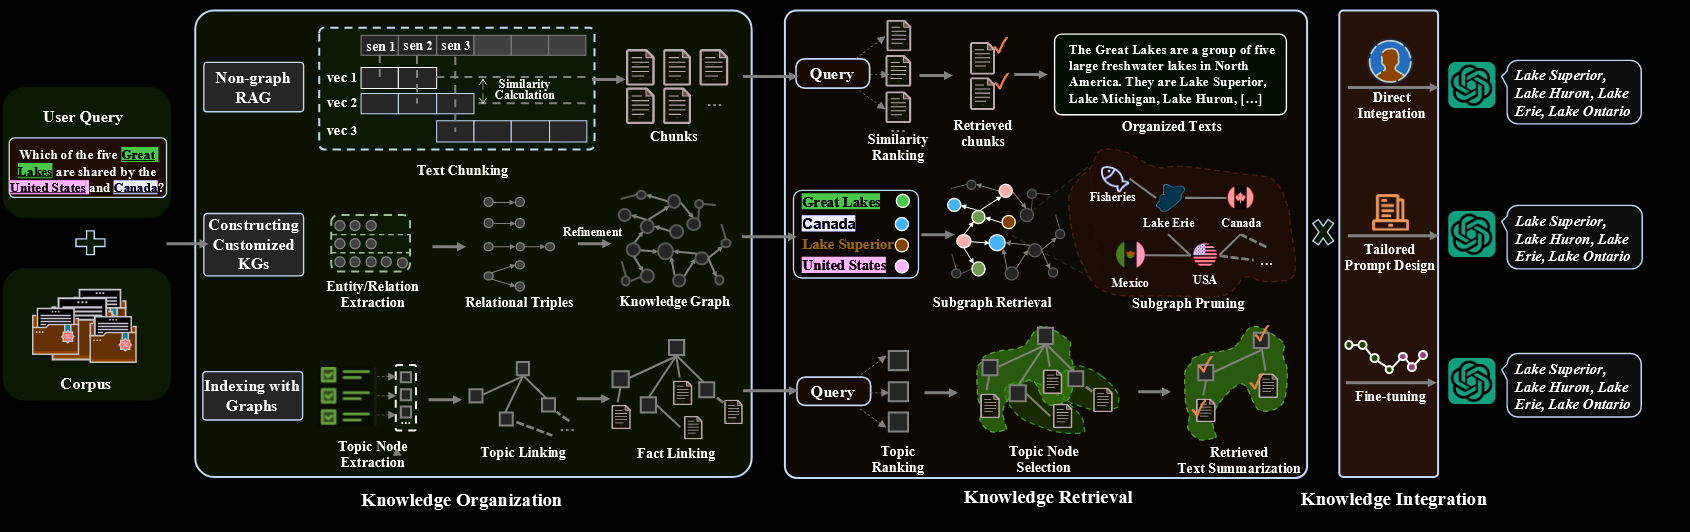 User Query
Which of the five Great
Lakes are shared by the
United States and Canada?
Corpus
Non-graph
RAG
sen 1 sen 2 sen 3
vec 1
vec 2
vec 3
Similarity
Calculation
Text Chunking
...
Chunks
Constructing
Customized
KGs
Entity/Relation
Extraction
Relational Triples
Refinement
Knowledge Graph
Indexing with
Graphs
...
Topic Node
Extraction
...
Topic Linking
Fact Linking
Knowledge Organization
Query
...
Similarity
Ranking
Retrieved
chunks
The Great Lakes are a group of five
large freshwater lakes in North
America. They are Lake Superior,
Lake Michigan, Lake Huron, [...]
Organized Texts
Great Lakes
Canada
Lake Superior
United States
Subgraph Retrieval
Fisheries
Lake Erie
Canada
Mexico
USA
...
Subgraph Pruning
Query
Topic
Ranking
Topic Node
Selection
Retrieved
Text Summarization
Knowledge Retrieval
Direct
Integration
Tailored
Prompt Design
Fine-tuning
Knowledge Integration
Lake Superior,
Lake Huron, Lake
Erie, Lake Ontario
Lake Superior,
Lake Huron, Lake
Erie, Lake Ontario
Lake Superior,
Lake Huron, Lake
Erie, Lake Ontario